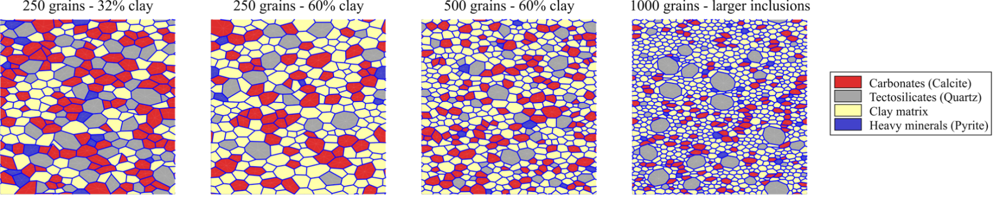 250 grains - 32% clay
250 grains - 60% clay
500 grains - 60% clay
1000 grains - larger inclusions
Carbonates (Calcite)
Tectosilicates (Quartz)
Clay matrix
Heavy minerals (Pyrite)